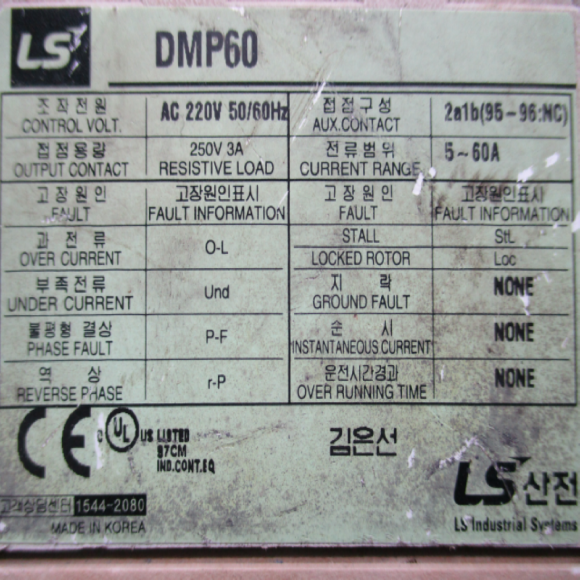 LS DMP60
조작전원 AC 220V 50/60Hz 접점구성 2a1b(95-96:NC)
CONTROL VOLT. AUX.CONTACT
접점용량 250V 3A 전류범위 5~60A
OUTPUT CONTACT RESISTIVE LOAD CURRENT RANGE
고장원인 고장원인표시 고장원인 고장원인표시
FAULT FAULT INFORMATION FAULT FAULT INFORMATION
과전류 O-L STALL StL
OVER CURRENT LOCKED ROTOR Loc
부족전류 Und 지락 NONE
UNDER CURRENT GROUND FAULT
불평형 결상 P-F 순시 NONE
PHASE FAULT INSTANTANEOUS CURRENT
역상 r-P 운전시간경과 NONE
REVERSE PHASE OVER RUNNING TIME
CE c UL US LISTED 김은선
97CM
IND.CONT.EQ
LS산전
고객상담센터 1544-2080
MADE IN KOREA LS Industrial Systems